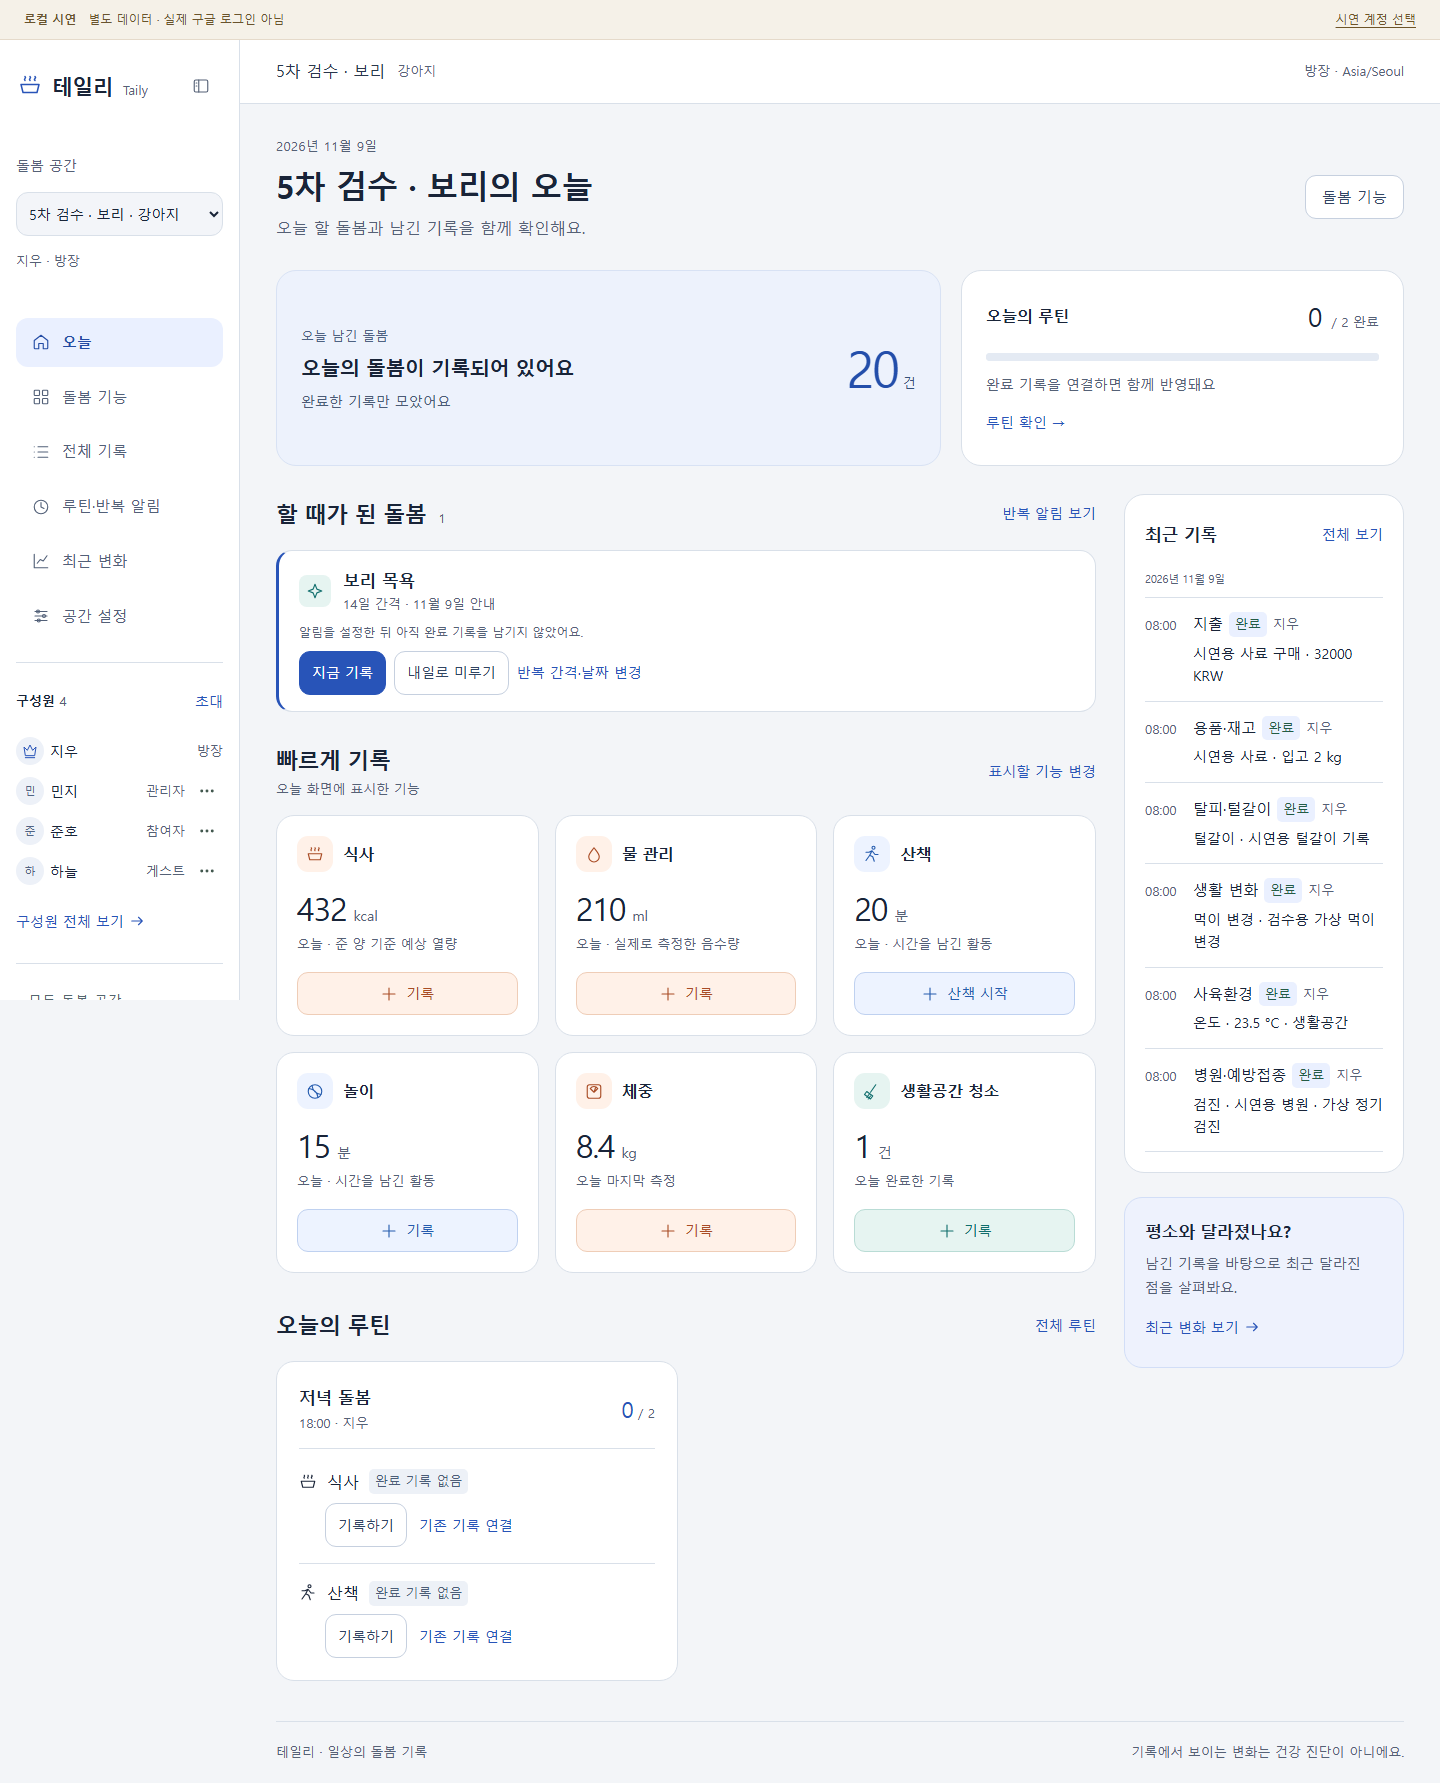 로컬 시연 별도 데이터 · 실제 구글 로그인 아님
시연 계정 선택
테일리 Taily
돌봄 공간
5차 검수 · 보리 · 강아지
지우 · 방장
오늘
돌봄 기능
전체 기록
루틴·반복 알림
최근 변화
공간 설정
구성원 4
초대
지우
방장
민 민지
관리자
준 준호
참여자
하 하늘
게스트
구성원 전체 보기 →
모든 돌봄 공간
5차 검수 · 보리 강아지
방장 · Asia/Seoul
2026년 11월 9일
5차 검수 · 보리의 오늘
오늘 할 돌봄과 남긴 기록을 함께 확인해요.
돌봄 기능
오늘 남긴 돌봄
오늘의 돌봄이 기록되어 있어요
완료한 기록만 모았어요
20 건
오늘의 루틴
0 / 2 완료
완료 기록을 연결하면 함께 반영돼요
루틴 확인 →
할 때가 된 돌봄 1
반복 알림 보기
보리 목욕
14일 간격 · 11월 9일 안내
알림을 설정한 뒤 아직 완료 기록을 남기지 않았어요.
지금 기록
내일로 미루기
반복 간격·날짜 변경
빠르게 기록
오늘 화면에 표시한 기능
표시할 기능 변경
식사
432 kcal
오늘 · 준 양 기준 예상 열량
+ 기록
물 관리
210 ml
오늘 · 실제로 측정한 음수량
+ 기록
산책
20 분
오늘 · 시간을 남긴 활동
+ 산책 시작
놀이
15 분
오늘 · 시간을 남긴 활동
+ 기록
체중
8.4 kg
오늘 마지막 측정
+ 기록
생활공간 청소
1 건
오늘 완료한 기록
+ 기록
오늘의 루틴
전체 루틴
저녁 돌봄
18:00 · 지우
0 / 2
식사 완료 기록 없음
기록하기
기존 기록 연결
산책 완료 기록 없음
기록하기
기존 기록 연결
최근 기록
전체 보기
2026년 11월 9일
08:00 지출 완료 지우
시연용 사료 구매 · 32000
KRW
08:00 용품·재고 완료 지우
시연용 사료 · 입고 2 kg
08:00 탈피·털갈이 완료 지우
털갈이 · 시연용 털갈이 기록
08:00 생활 변화 완료 지우
먹이 변경 · 검수용 가상 먹이
변경
08:00 사육환경 완료 지우
온도 · 23.5 °C · 생활공간
08:00 병원·예방접종 완료 지우
검진 · 시연용 병원 · 가상 정기
검진
평소와 달라졌나요?
남긴 기록을 바탕으로 최근 달라진
점을 살펴봐요.
최근 변화 보기 →
테일리 · 일상의 돌봄 기록
기록에서 보이는 변화는 건강 진단이 아니에요.